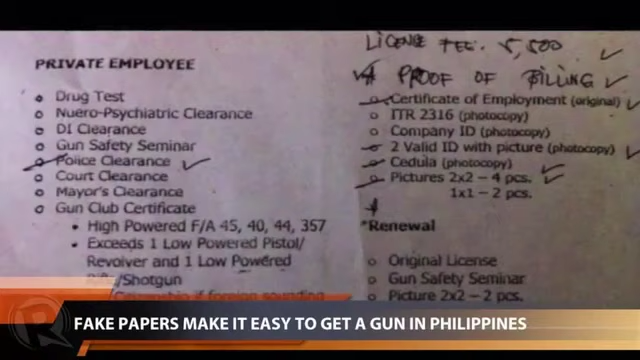 LICENSE FEE. 5,500
PRIVATE EMPLOYEE
PROOF OF BILLING
Drug Test
Nuero-Psychiatric Clearance
DI Clearance
Gun Safety Seminar
Police Clearance
Court Clearance
Mayor's Clearance
Gun Club Certificate
High Powered F/A 45, 40, 44, 357
Exceeds 1 Low Powered Pistol/
Revolver and 1 Low Powered
/Shotgun
Certificate of Employment (original)
ITR 2316 (photocopy)
Company ID (photocopy)
2 Valid ID with picture (photocopy)
Cedula (photocopy)
Pictures 2x2 – 4 pcs.
1x1 – 2 pcs.
*Renewal
Original License
Gun Safety Seminar
Picture 2x2 – 2 pcs.
R
FAKE PAPERS MAKE IT EASY TO GET A GUN IN PHILIPPINES